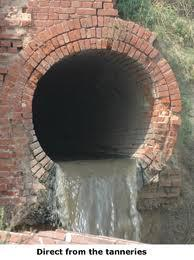 Direct from the tanneries